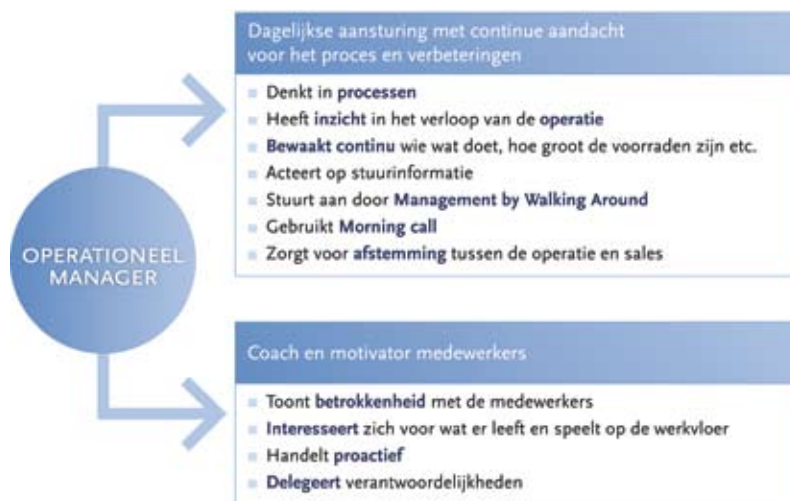 Dagelijkse aansturing met continue aandacht
voor het proces en verbeteringen
Denkt in processen
Heeft inzicht in het verloop van de operatie
Bewaakt continu wie wat doet, hoe groot de voorraden zijn etc.
Acteert op stuurinformatie
Stuurt aan door Management by Walking Around
Gebruikt Morning call
Zorgt voor afstemming tussen de operatie en sales
OPERATIONEEL
MANAGER
Coach en motivator medewerkers
Toont betrokkenheid met de medewerkers
Interesseert zich voor wat er leeft en speelt op de werkvloer
Handelt proactief
Delegeert verantwoordelijkheden